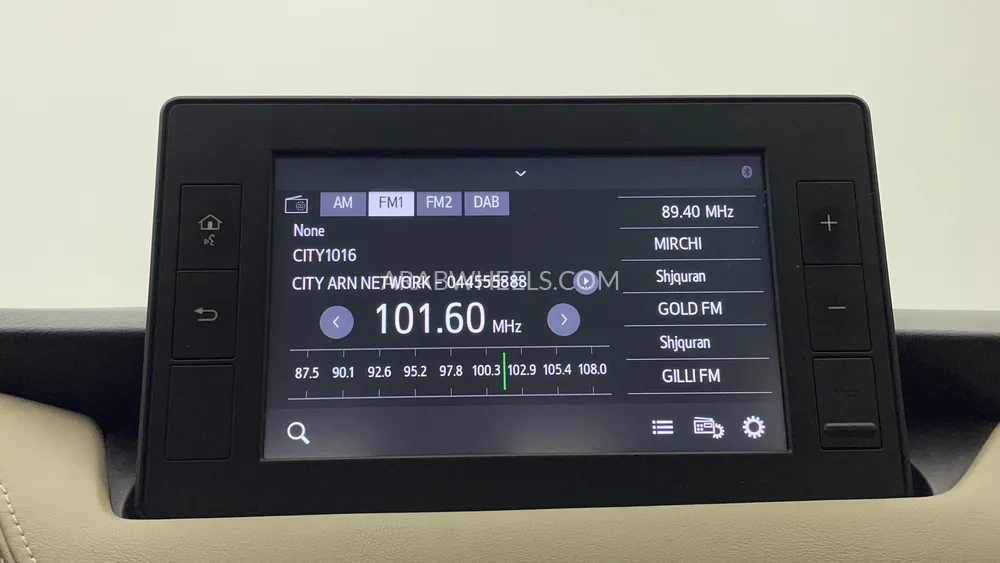 AM FM1 FM2 DAB
None
CITY1016
CITY ARN NETWORK - 044555888
101.60 MHz
87.5 90.1 92.6 95.2 97.8 100.3 102.9 105.4 108.0
89.40 MHz
MIRCHI
Shjquran
GOLD FM
Shjquran
GILLI FM
ARABWHEELS.COM
+
−